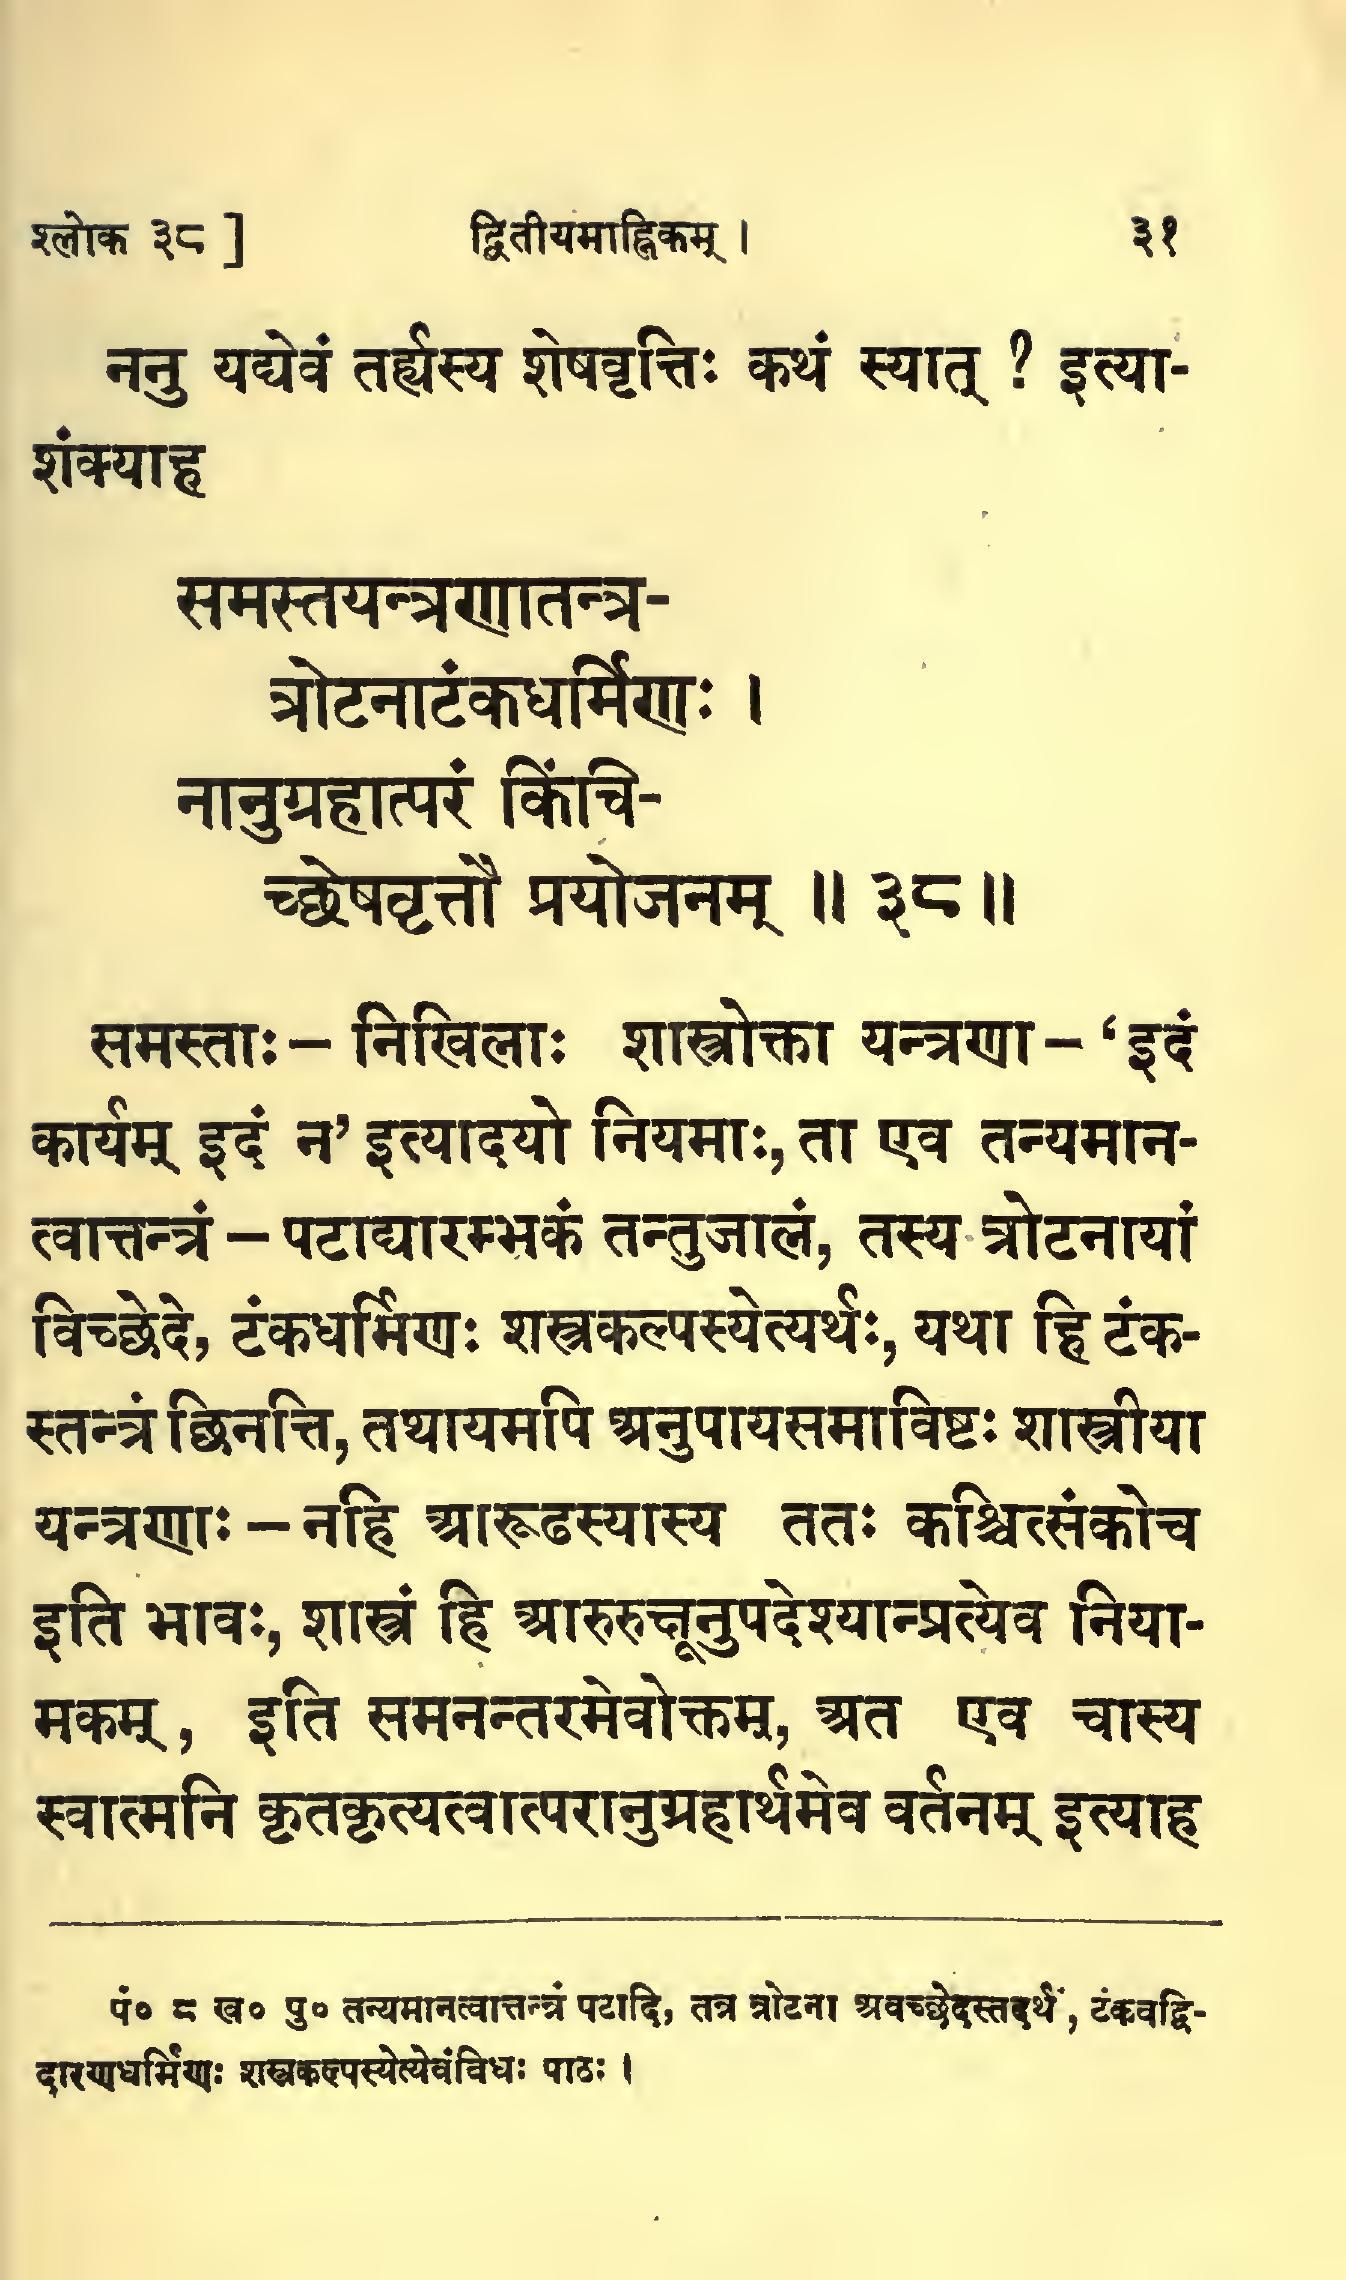 श्लोक ३८ ] द्वितीयमाह्निकम् । ३१
ननु यद्येवं तर्ह्यस्य शेषवृत्तिः कथं स्यात् ? इत्या-
शंक्याह
समस्तयन्त्रणातन्त्र-
त्रोटनाटंकधर्मिणः ।
नानुग्रहात्परं किंचि-
च्छेषवृत्तौ प्रयोजनम् ॥ ३८ ॥
समस्ताः – निखिलाः शास्त्रोक्ता यन्त्रणा – ‘इदं
कार्यम् इदं न’ इत्यादयो नियमाः, ता एव तन्यमान-
त्वात्तन्त्रं – पटाद्यारम्भकं तन्तुजालं, तस्य त्रोटनायां
विच्छेदे, टंकधर्मिणः शस्त्रकल्पस्येत्यर्थः, यथा हि टंक-
स्तन्त्रं छिनत्ति, तथायमपि अनुपायसमाविष्टः शास्त्रीया
यन्त्रणाः – नहि आरूढस्यास्य ततः कश्चित्संकोच
इति भावः, शास्त्रं हि आरुरुक्षूनुपदेश्यान्प्रत्येव निया-
मकम्, इति समनन्तरमेवोक्तम्, अत एव चास्य
स्वात्मनि कृतकृत्यत्वात्परानुग्रहार्थमेव वर्तनम् इत्याह
पं० ८ ख० पु० तन्यमानत्वात्तन्त्रं पटादि, तत्र त्रोटना अवच्छेदस्तदर्थं, टंकवद्वि-
दारणधर्मिणः शस्त्रकल्पस्येत्येवंविधः पाठः ।